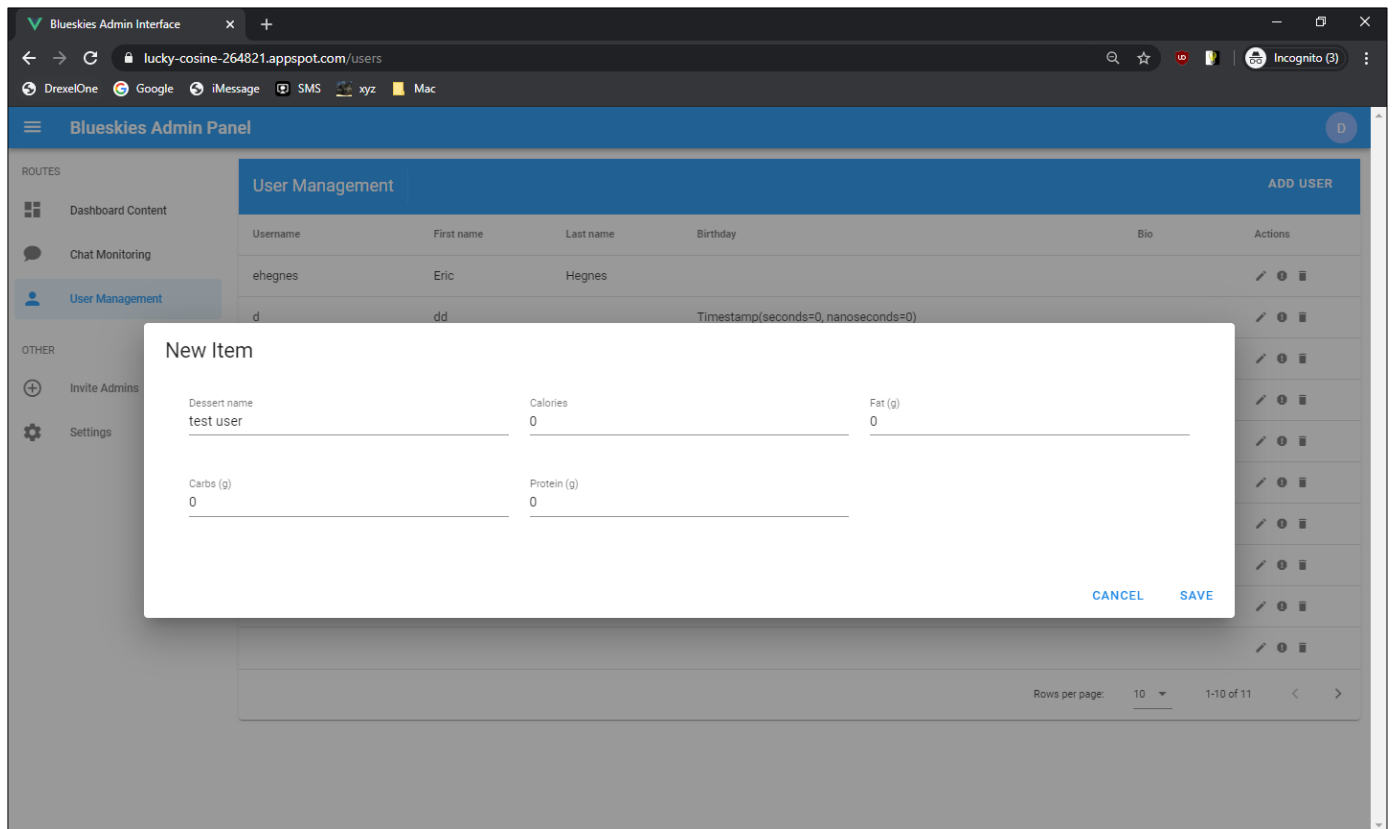 Blueskies Admin Interface
lucky-cosine-264821.appspot.com/users
Incognito (3)
DrexelOne Google iMessage SMS xyz Mac
Blueskies Admin Panel
D
ROUTES
Dashboard Content
Chat Monitoring
User Management
OTHER
Invite Admins
Settings
User Management ADD USER
Username First name Last name Birthday Bio Actions
ehegnes Eric Hegnes
d dd Timestamp(seconds=0, nanoseconds=0)
New Item
Dessert name Calories Fat (g)
test user 0 0
Carbs (g) Protein (g)
0 0
CANCEL SAVE
Rows per page: 10 1-10 of 11